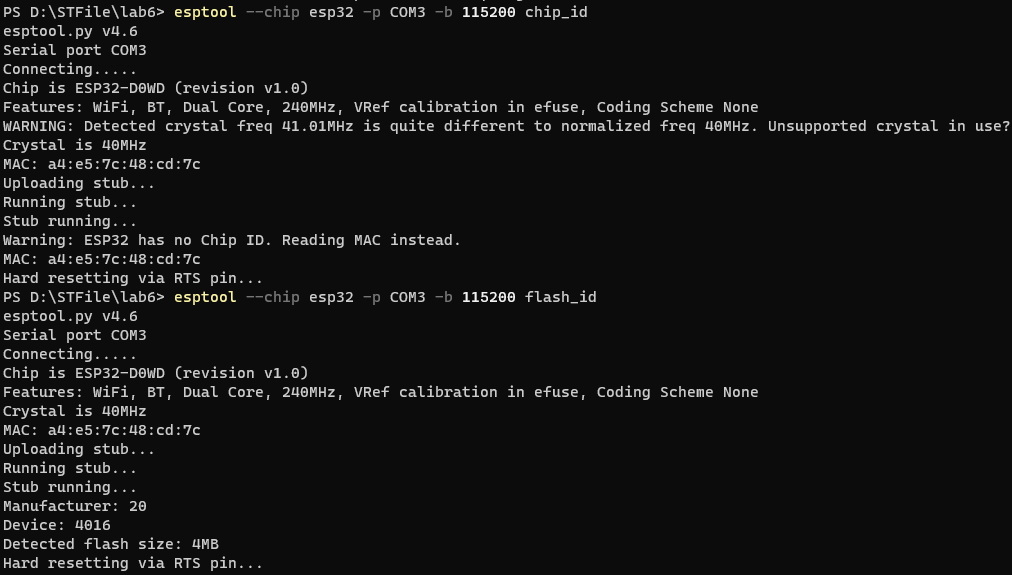 PS D:\STFile\lab6> esptool --chip esp32 -p COM3 -b 115200 chip_id
esptool.py v4.6
Serial port COM3
Connecting.....
Chip is ESP32-D0WD (revision v1.0)
Features: WiFi, BT, Dual Core, 240MHz, VRef calibration in efuse, Coding Scheme None
WARNING: Detected crystal freq 41.01MHz is quite different to normalized freq 40MHz. Unsupported crystal in use?
Crystal is 40MHz
MAC: a4:e5:7c:48:cd:7c
Uploading stub...
Running stub...
Stub running...
Warning: ESP32 has no Chip ID. Reading MAC instead.
MAC: a4:e5:7c:48:cd:7c
Hard resetting via RTS pin...
PS D:\STFile\lab6> esptool --chip esp32 -p COM3 -b 115200 flash_id
esptool.py v4.6
Serial port COM3
Connecting.....
Chip is ESP32-D0WD (revision v1.0)
Features: WiFi, BT, Dual Core, 240MHz, VRef calibration in efuse, Coding Scheme None
Crystal is 40MHz
MAC: a4:e5:7c:48:cd:7c
Uploading stub...
Running stub...
Stub running...
Manufacturer: 20
Device: 4016
Detected flash size: 4MB
Hard resetting via RTS pin...